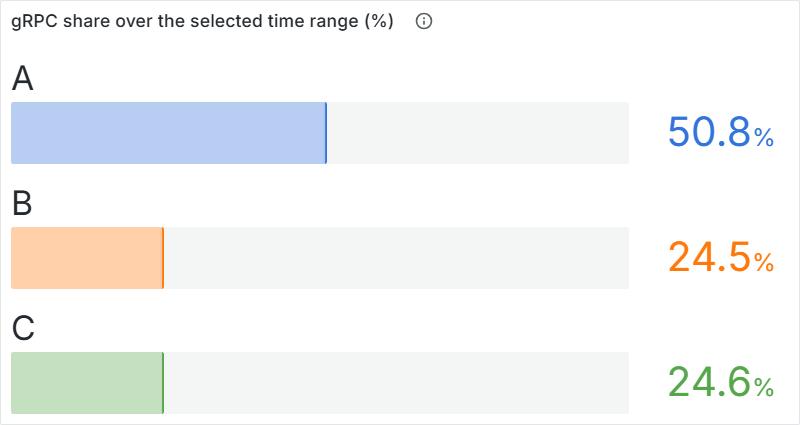 gRPC share over the selected time range (%)
A
50.8%
B
24.5%
C
24.6%